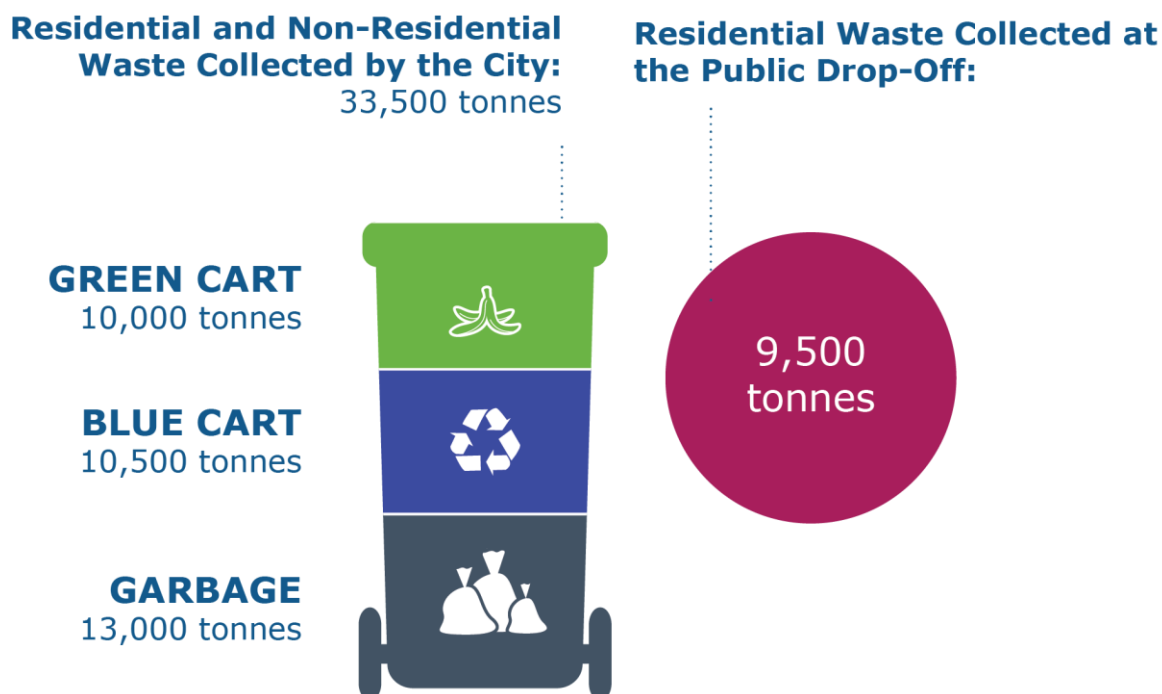 Residential and Non-Residential
Waste Collected by the City:
33,500 tonnes
Residential Waste Collected at
the Public Drop-Off:
GREEN CART
10,000 tonnes
BLUE CART
10,500 tonnes
GARBAGE
13,000 tonnes
9,500
tonnes